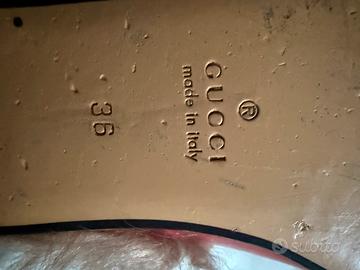 GUCCI
®
made in italy
36
subito